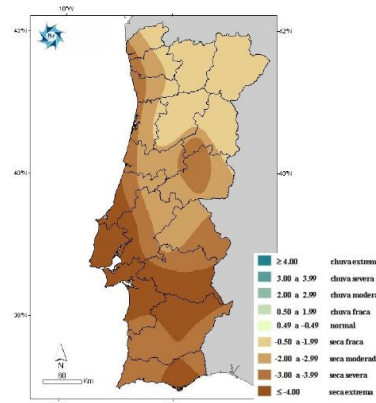 10°W
42°N
42°N
40°N
40°N
38°N
N
60
Km
≥ 4.00 chuva extrem
3.00 a 3.99 chuva severa
2.00 a 2.99 chuva modera
0.50 a 1.99 chuva fraca
0.49 a -0.49 normal
-0.50 a -1.99 seca fraca
-2.00 a -2.99 seca moderad
-3.00 a -3.99 seca severa
≤ -4.00 seca extrema